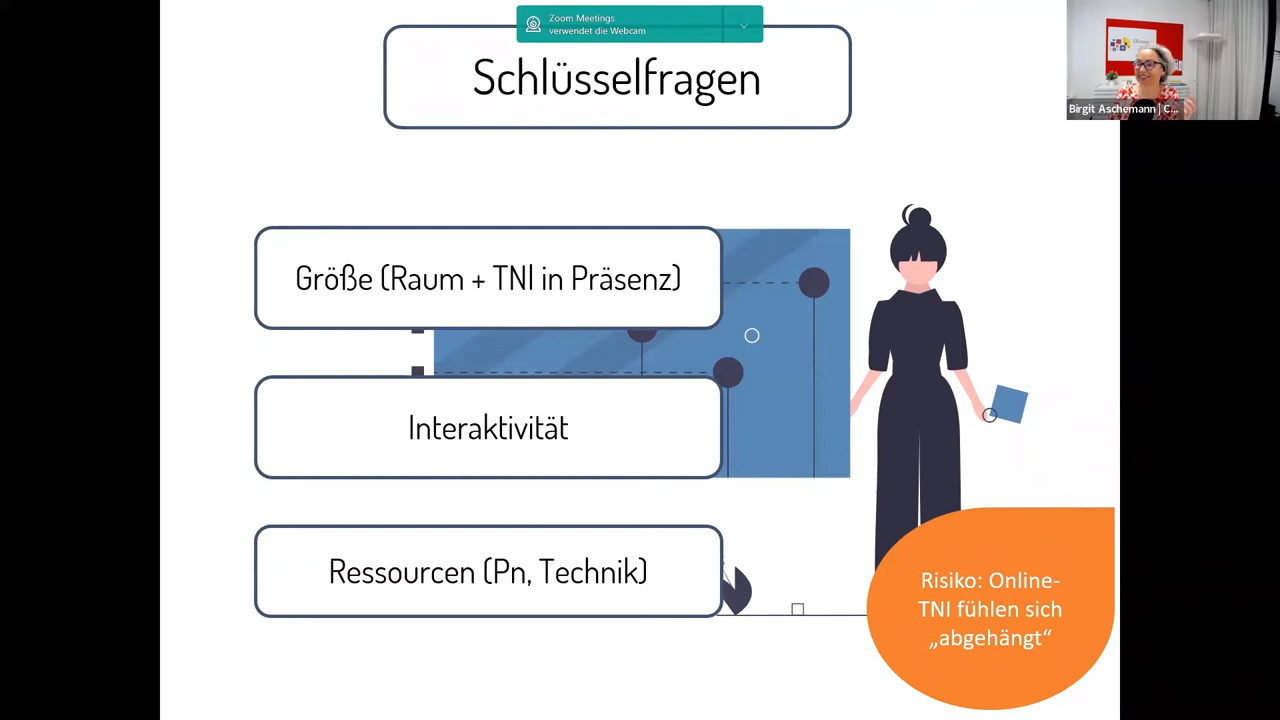 Zoom Meetings
verwendet die Webcam
Schlüsselfragen
Birgit Aschemann | C...
Größe (Raum + TNI in Präsenz)
Interaktivität
Ressourcen (Pn, Technik)
Risiko: Online-
TNI fühlen sich
„abgehängt“